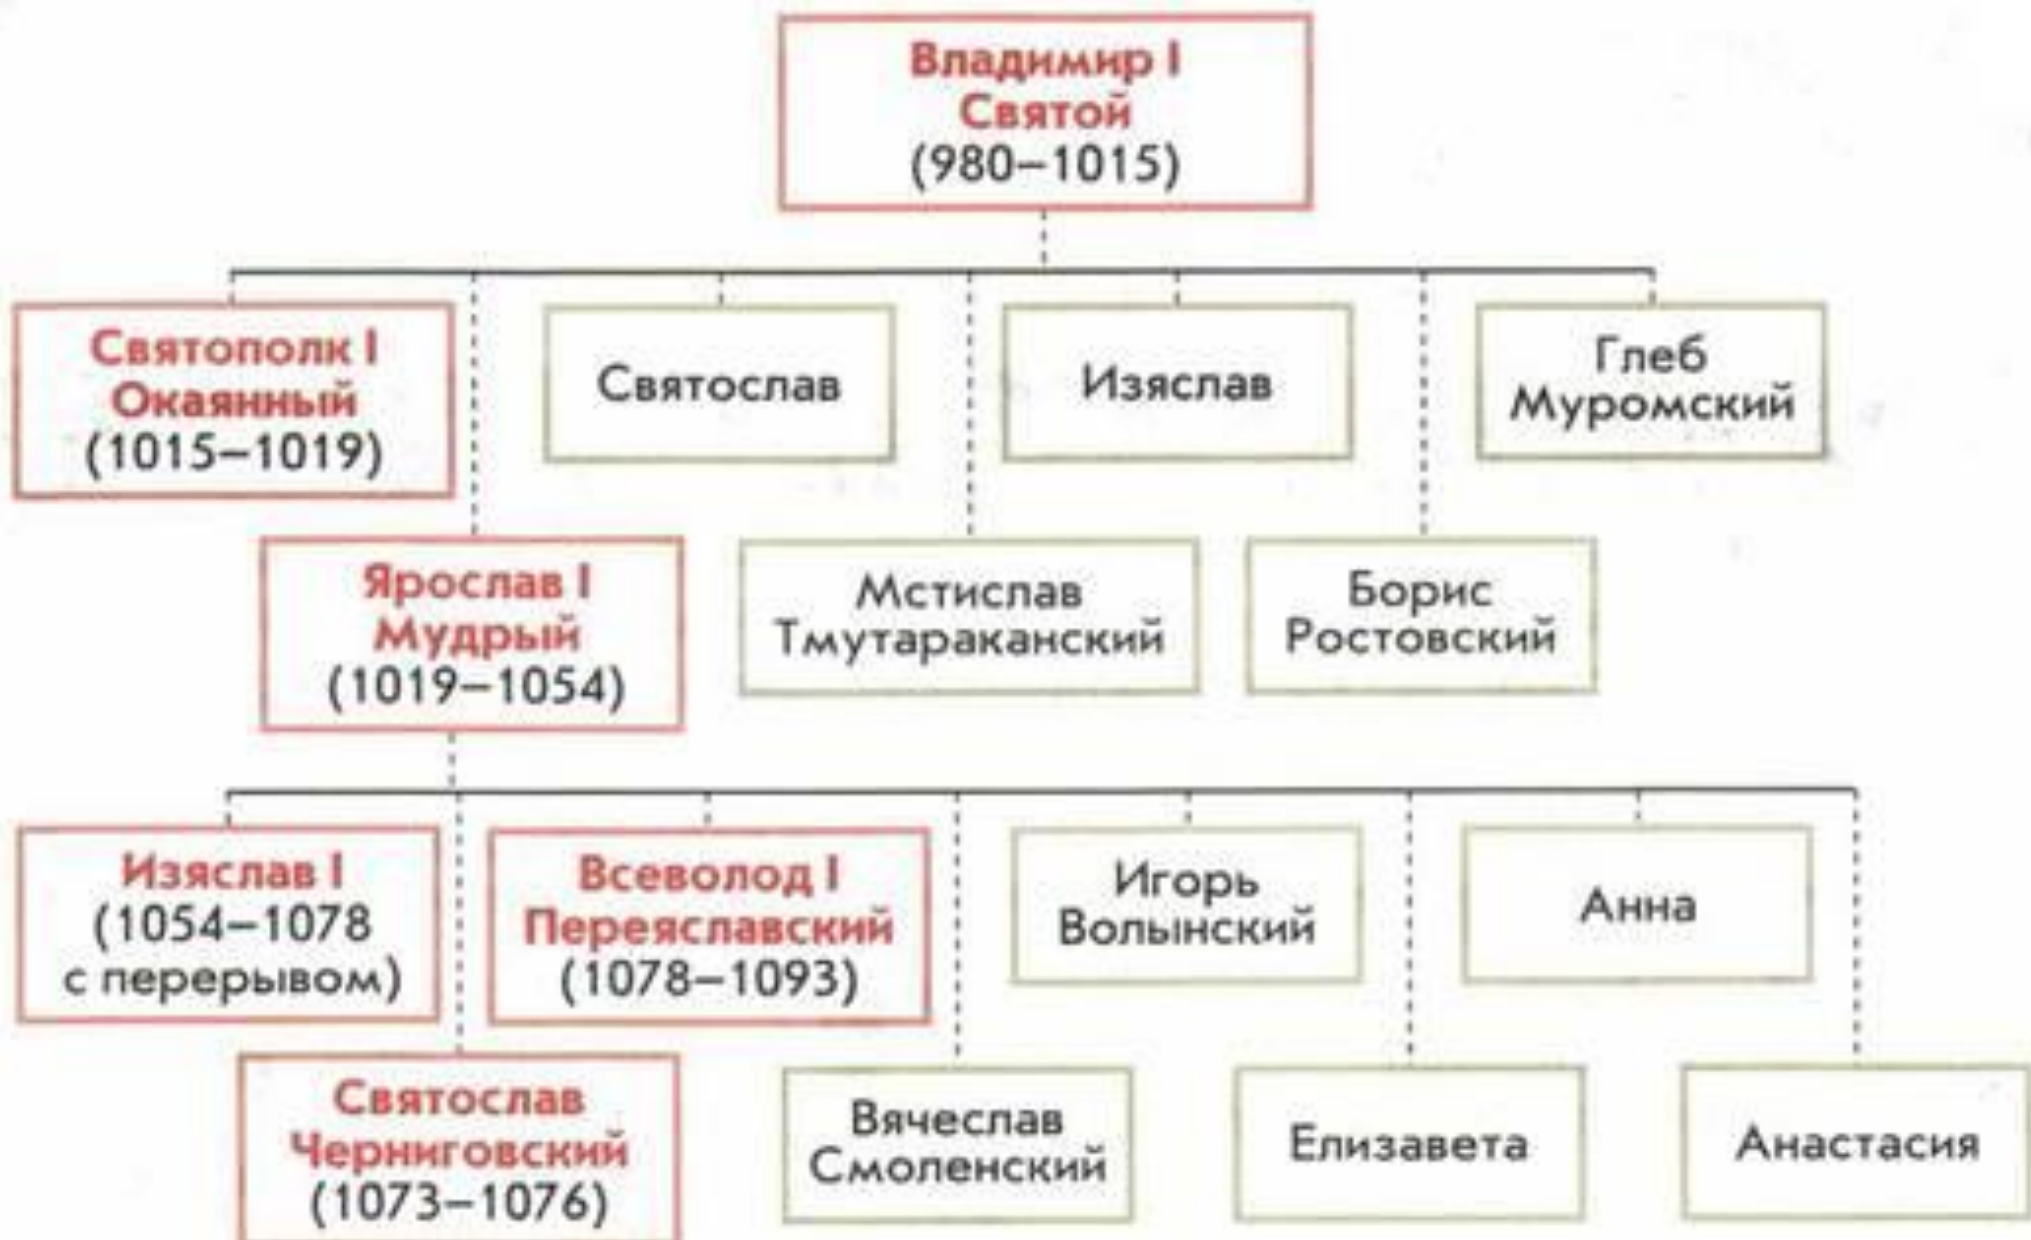 Владимир I
Святой
(980–1015)
Святополк I
Окаянный
(1015–1019)
Святослав
Изяслав
Глеб
Муромский
Ярослав I
Мудрый
(1019–1054)
Мстислав
Тмутараканский
Борис
Ростовский
Изяслав I
(1054–1078
с перерывом)
Всеволод I
Переяславский
(1078–1093)
Игорь
Волынский
Анна
Святослав
Черниговский
(1073–1076)
Вячеслав
Смоленский
Елизавета
Анастасия